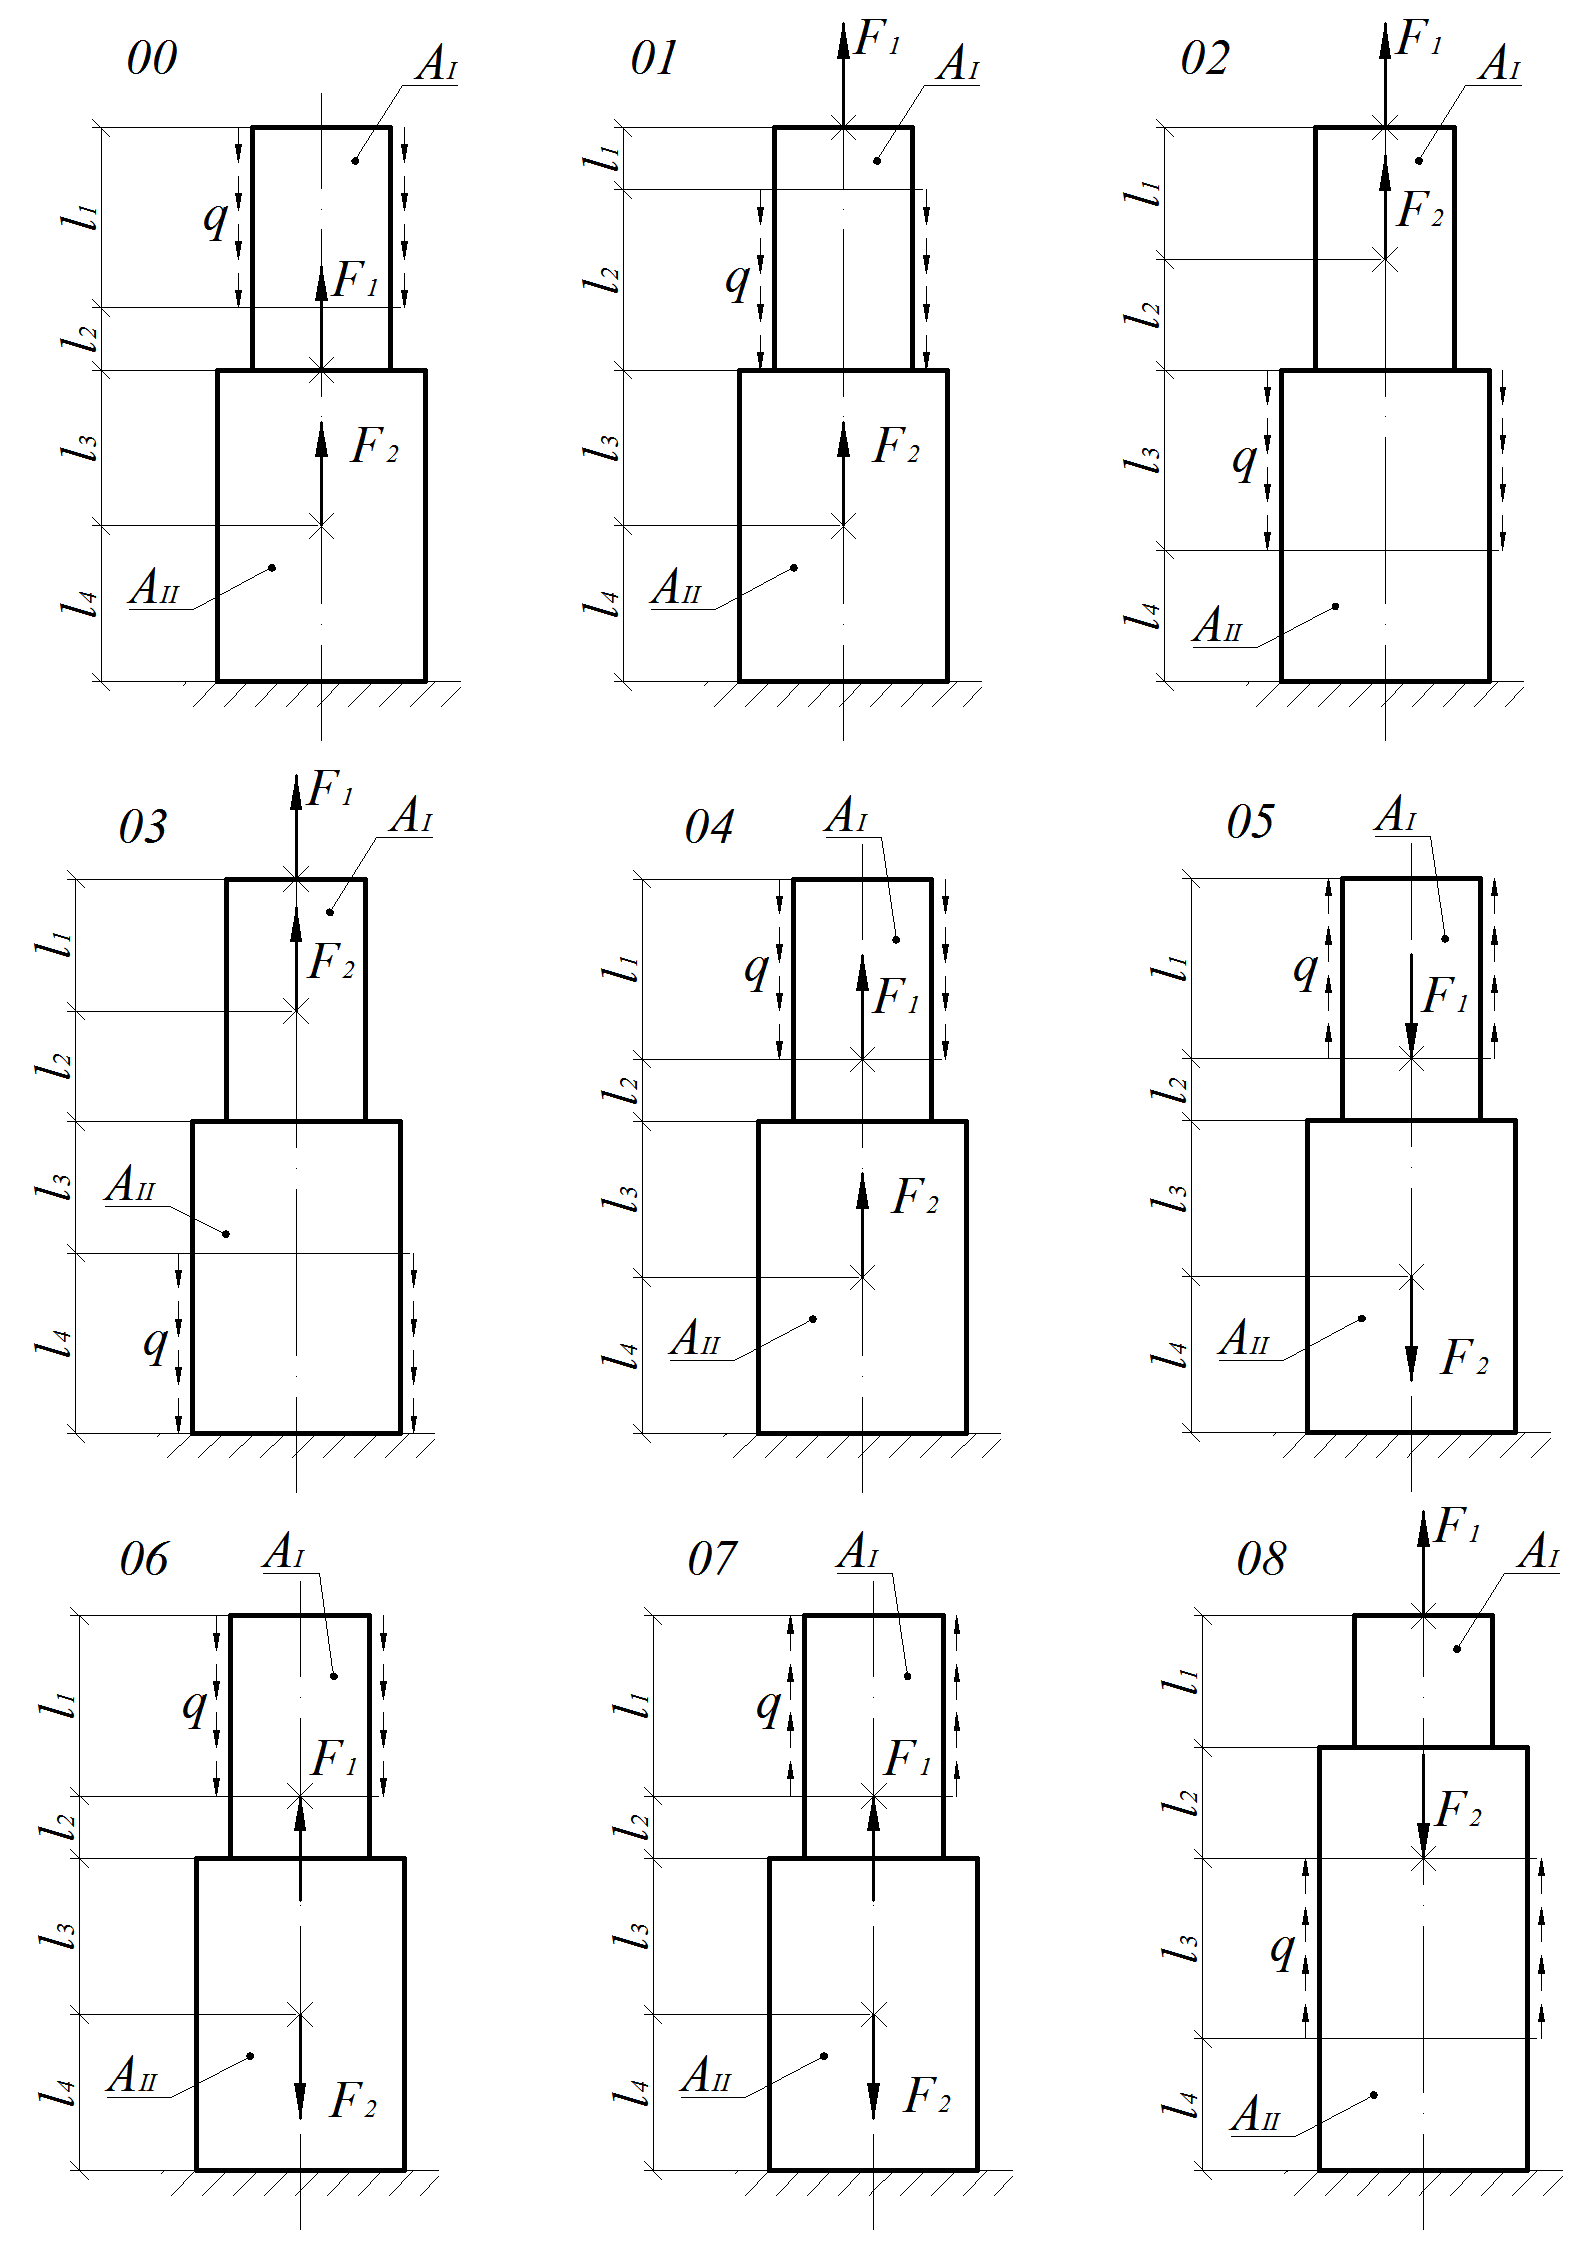 00 A_I
01 F_1 A_I
02 F_1 A_I
l_1 q F_1
l_2
l_3 F_2
l_4 A_II
l_1
l_2 q
l_3 F_2
l_4 A_II
l_1 F_2
l_2
l_3 q
l_4 A_II
03 F_1 A_I
04 A_I
05 A_I
l_1 F_2
l_2
l_3 A_II
l_4 q
l_1 q F_1
l_2
l_3 F_2
l_4 A_II
l_1 q F_1
l_2
l_3
l_4 A_II F_2
06 A_I
07 A_I
08 F_1 A_I
l_1 q F_1
l_2
l_3
l_4 A_II F_2
l_1 q F_1
l_2
l_3
l_4 A_II F_2
l_1
l_2 F_2
l_3 q
l_4 A_II